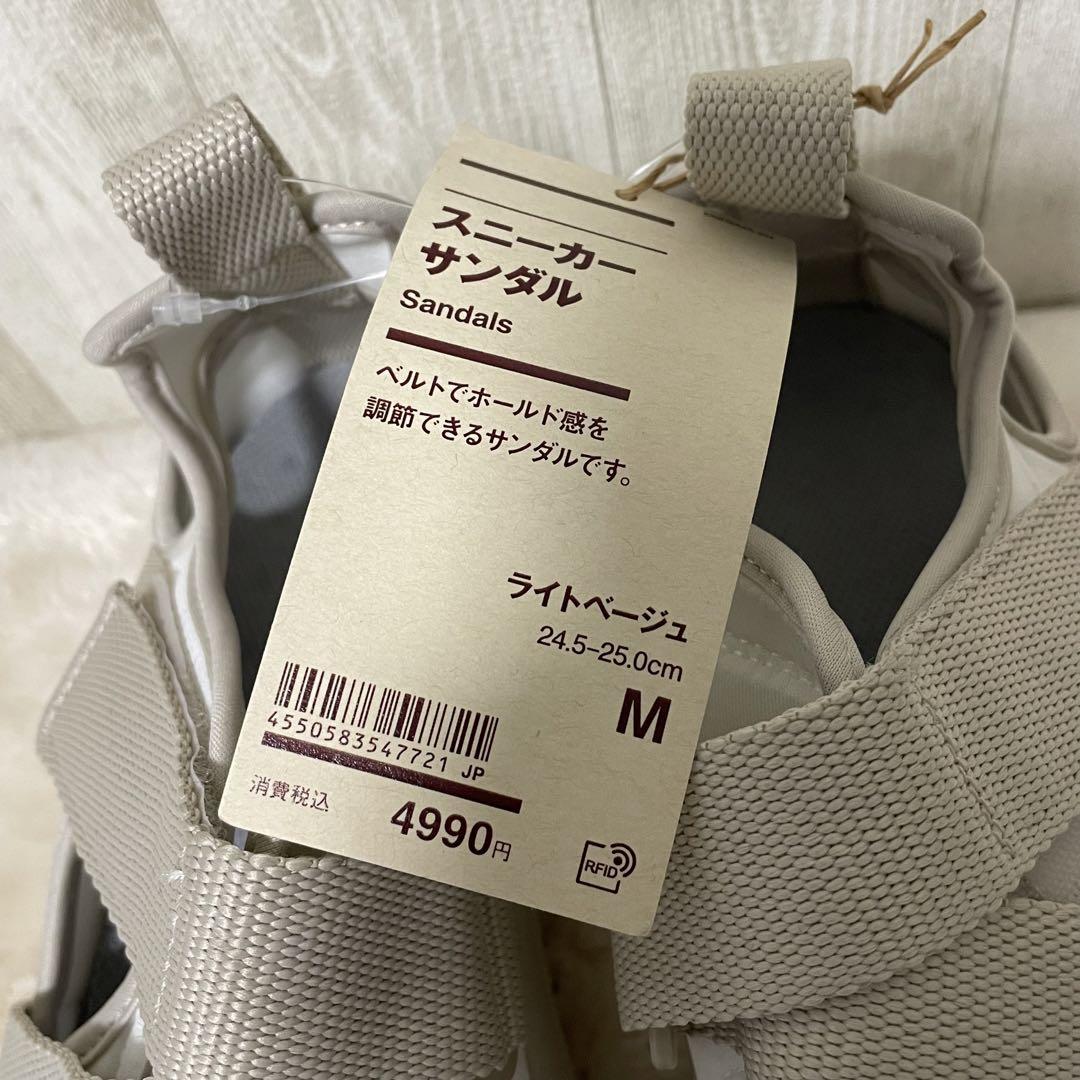 スニーカー
サンダル
Sandals
ベルトでホールド感を
調節できるサンダルです。
ライトベージュ
24.5-25.0cm
M
4550583547721 JP
消費税込
4990円
RFID